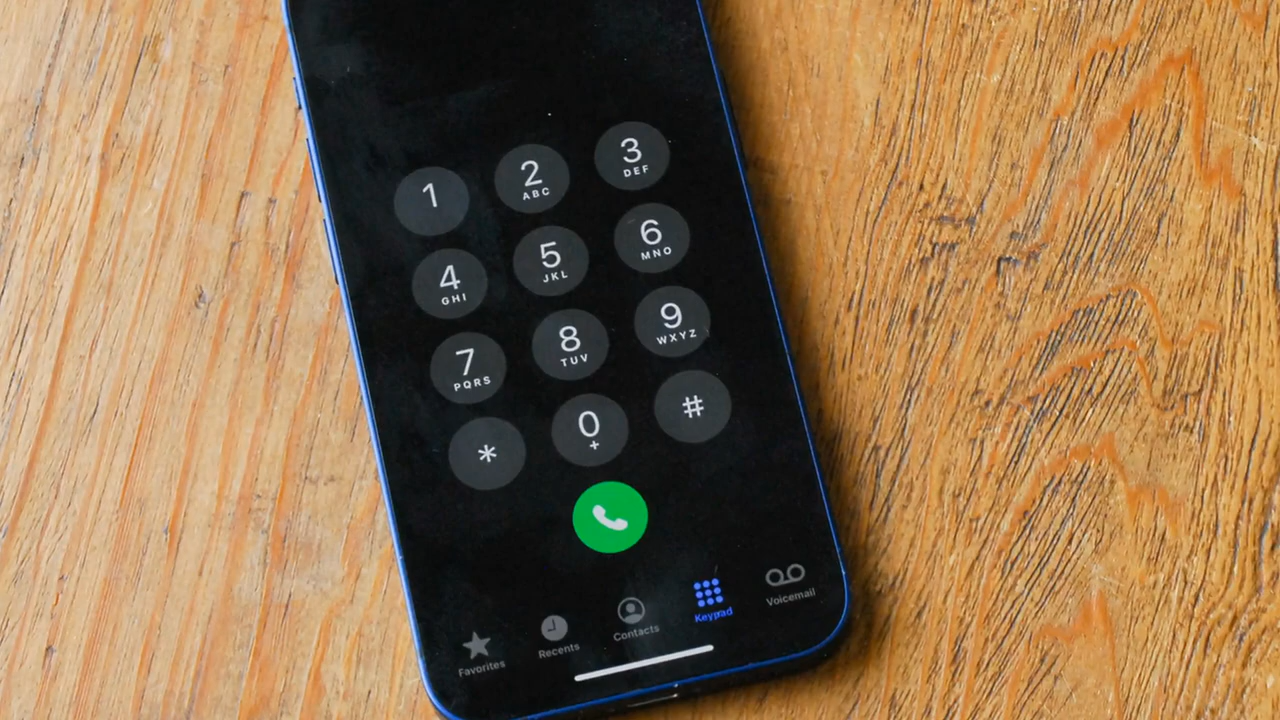 1
2
ABC
3
DEF
4
GHI
5
JKL
6
MNO
7
PQRS
8
TUV
9
WXYZ
*
0
+
#
Favorites
Recents
Contacts
Keypad
Voicemail